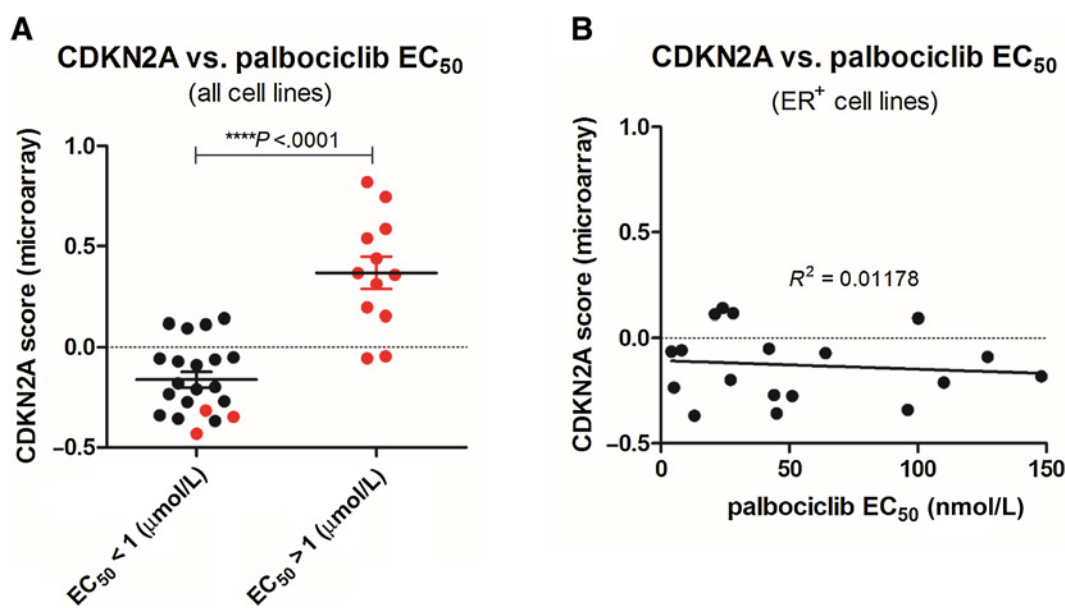 A
CDKN2A vs. palbociclib EC50
(all cell lines)
****P <.0001
CDKN2A score (microarray)
1.0
0.5
0.0
−0.5
EC50 < 1 (μmol/L)
EC50 > 1 (μmol/L)
B
CDKN2A vs. palbociclib EC50
(ER+ cell lines)
CDKN2A score (microarray)
1.0
0.5
0.0
−0.5
R2 = 0.01178
0
50
100
150
palbociclib EC50 (nmol/L)